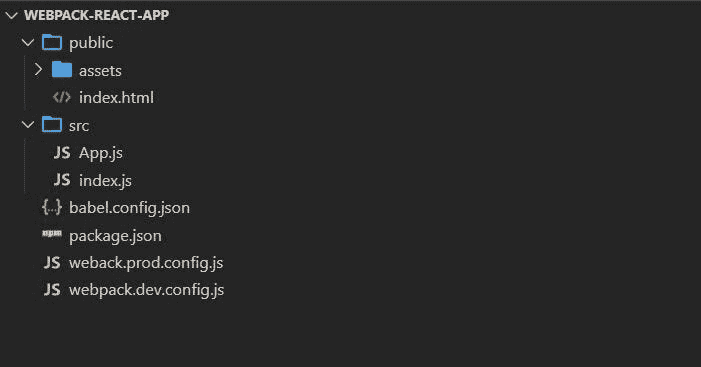 WEBPACK-REACT-APP
public
assets
index.html
src
JS App.js
JS index.js
{..} babel.config.json
package.json
JS weback.prod.config.js
JS webpack.dev.config.js